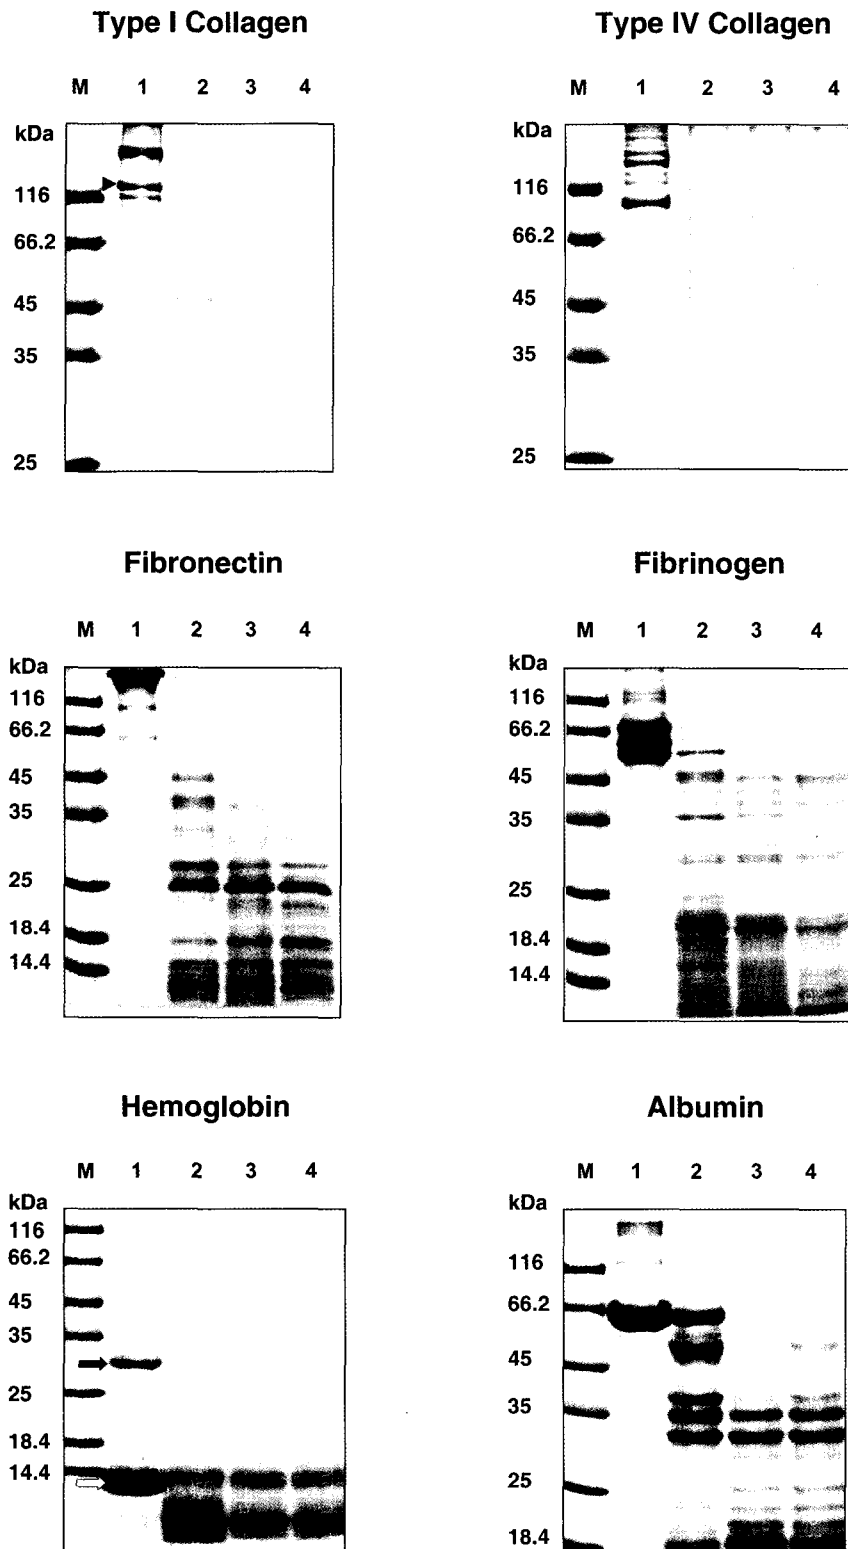 Type I Collagen
M 1 2 3 4
kDa
116
66.2
45
35
25
Type IV Collagen
M 1 2 3 4
kDa
116
66.2
45
35
25
Fibronectin
M 1 2 3 4
kDa
116
66.2
45
35
25
18.4
14.4
Fibrinogen
M 1 2 3 4
kDa
116
66.2
45
35
25
18.4
14.4
Hemoglobin
M 1 2 3 4
kDa
116
66.2
45
35
25
18.4
14.4
Albumin
M 1 2 3 4
kDa
116
66.2
45
35
25
18.4